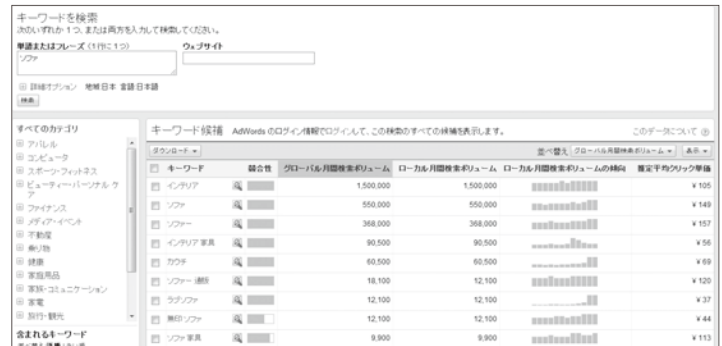 キーワードを検索
次のいずれか 1 つ、または両方を入力して検索してください。
単語またはフレーズ (1行に 1つ) ウェブサイト
ソファ
詳細オプション 地域:日本 言語:日本語
検索
すべてのカテゴリ
アパレル
コンピュータ
スポーツ・フィットネス
ビューティー・パーソナル ケ
ア
ファイナンス
メディア・イベント
不動産
乗り物
健康
家庭用品
家族・コミュニケーション
家電
旅行・観光
含まれるキーワード
キーワード候補 AdWords のログイン情報でログインして、この検索のすべての候補を表示します。 このデータについて
ダウンロード 並べ替え グローバル月間検索ボリューム 表示
キーワード 競合性 グローバル月間検索ボリューム ローカル月間検索ボリューム ローカル月間検索ボリュームの傾向 推定平均クリック単価
インテリア 1,500,000 1,500,000 ¥ 105
ソファ 550,000 550,000 ¥ 149
ソファー 368,000 368,000 ¥ 157
インテリア 家具 90,500 90,500 ¥ 56
カウチ 60,500 60,500 ¥ 69
ソファー 通販 18,100 12,100 ¥ 120
ラブソファ 12,100 12,100 ¥ 37
無印 ソファ 12,100 12,100 ¥ 44
ソファ 家具 9,900 9,900 ¥ 113